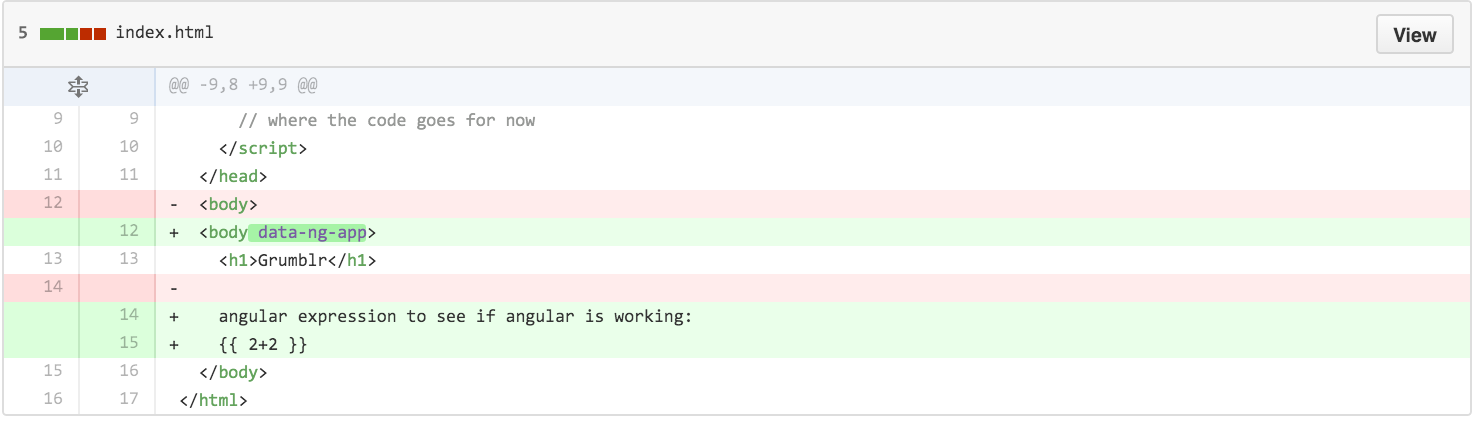 5 index.html View
@@ -9,8 +9,9 @@
9 9 // where the code goes for now
10 10 </script>
11 11 </head>
12 - <body>
12 + <body data-ng-app>
13 13 <h1>Grumblr</h1>
14 -
14 + angular expression to see if angular is working:
15 + {{ 2+2 }}
15 16 </body>
16 17 </html>